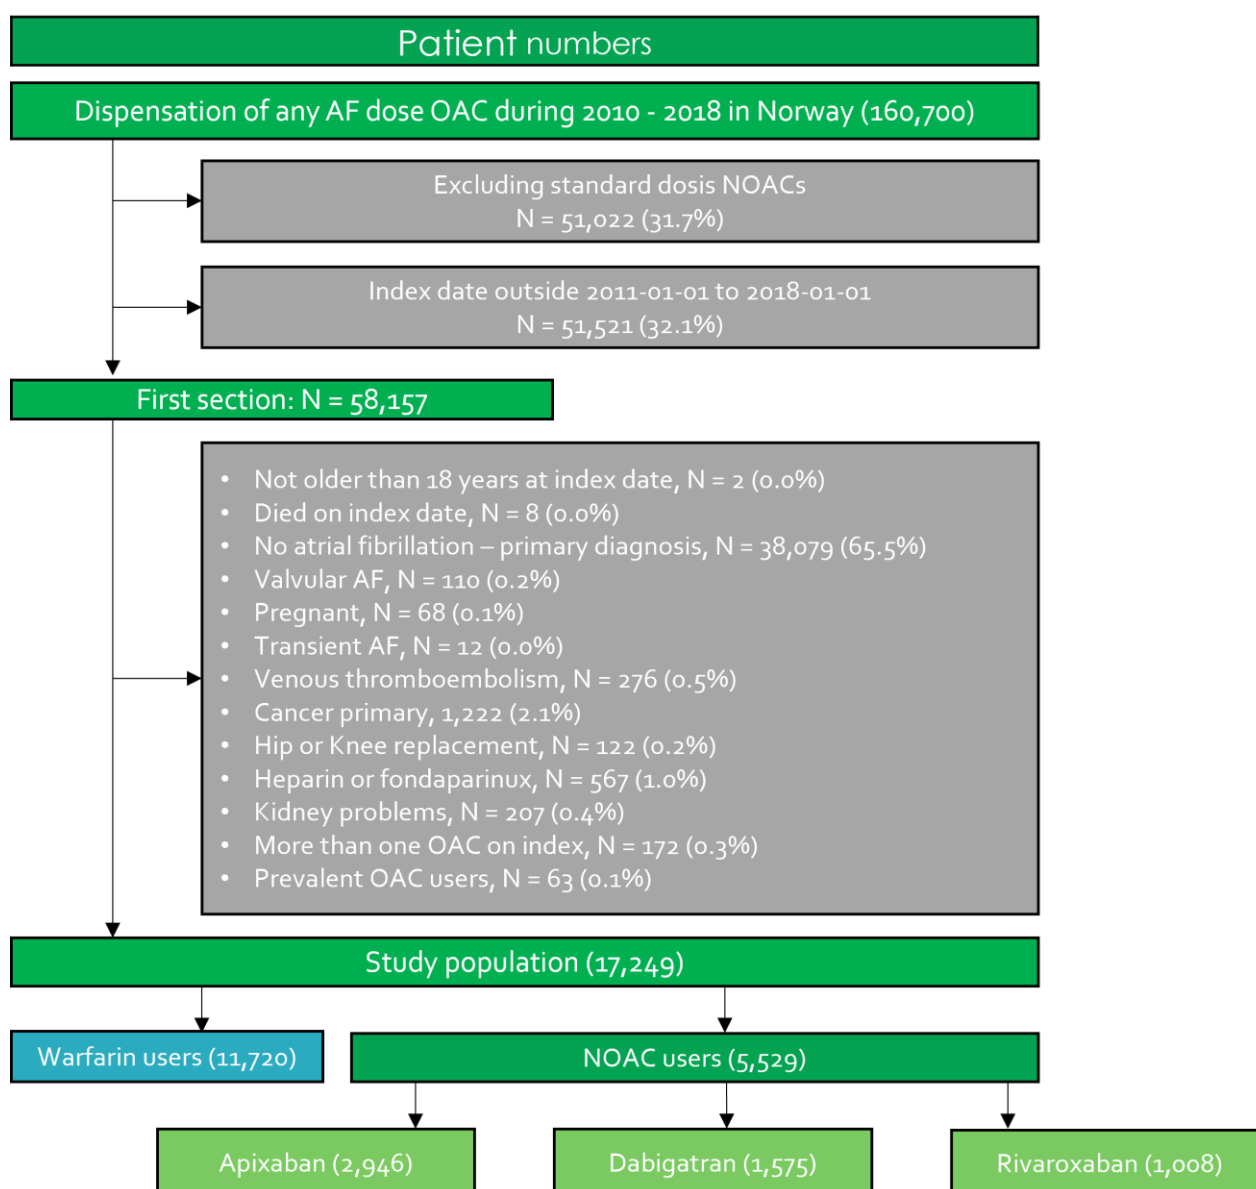 Patient numbers
Dispensation of any AF dose OAC during 2010 - 2018 in Norway (160,700)
Excluding standard dosis NOACs
N = 51,022 (31.7%)
Index date outside 2011-01-01 to 2018-01-01
N = 51,521 (32.1%)
First section: N = 58,157
• Not older than 18 years at index date, N = 2 (0.0%)
• Died on index date, N = 8 (0.0%)
• No atrial fibrillation – primary diagnosis, N = 38,079 (65.5%)
• Valvular AF, N = 110 (0.2%)
• Pregnant, N = 68 (0.1%)
• Transient AF, N = 12 (0.0%)
• Venous thromboembolism, N = 276 (0.5%)
• Cancer primary, 1,222 (2.1%)
• Hip or Knee replacement, N = 122 (0.2%)
• Heparin or fondaparinux, N = 567 (1.0%)
• Kidney problems, N = 207 (0.4%)
• More than one OAC on index, N = 172 (0.3%)
• Prevalent OAC users, N = 63 (0.1%)
Study population (17,249)
Warfarin users (11,720)
NOAC users (5,529)
Apixaban (2,946)
Dabigatran (1,575)
Rivaroxaban (1,008)